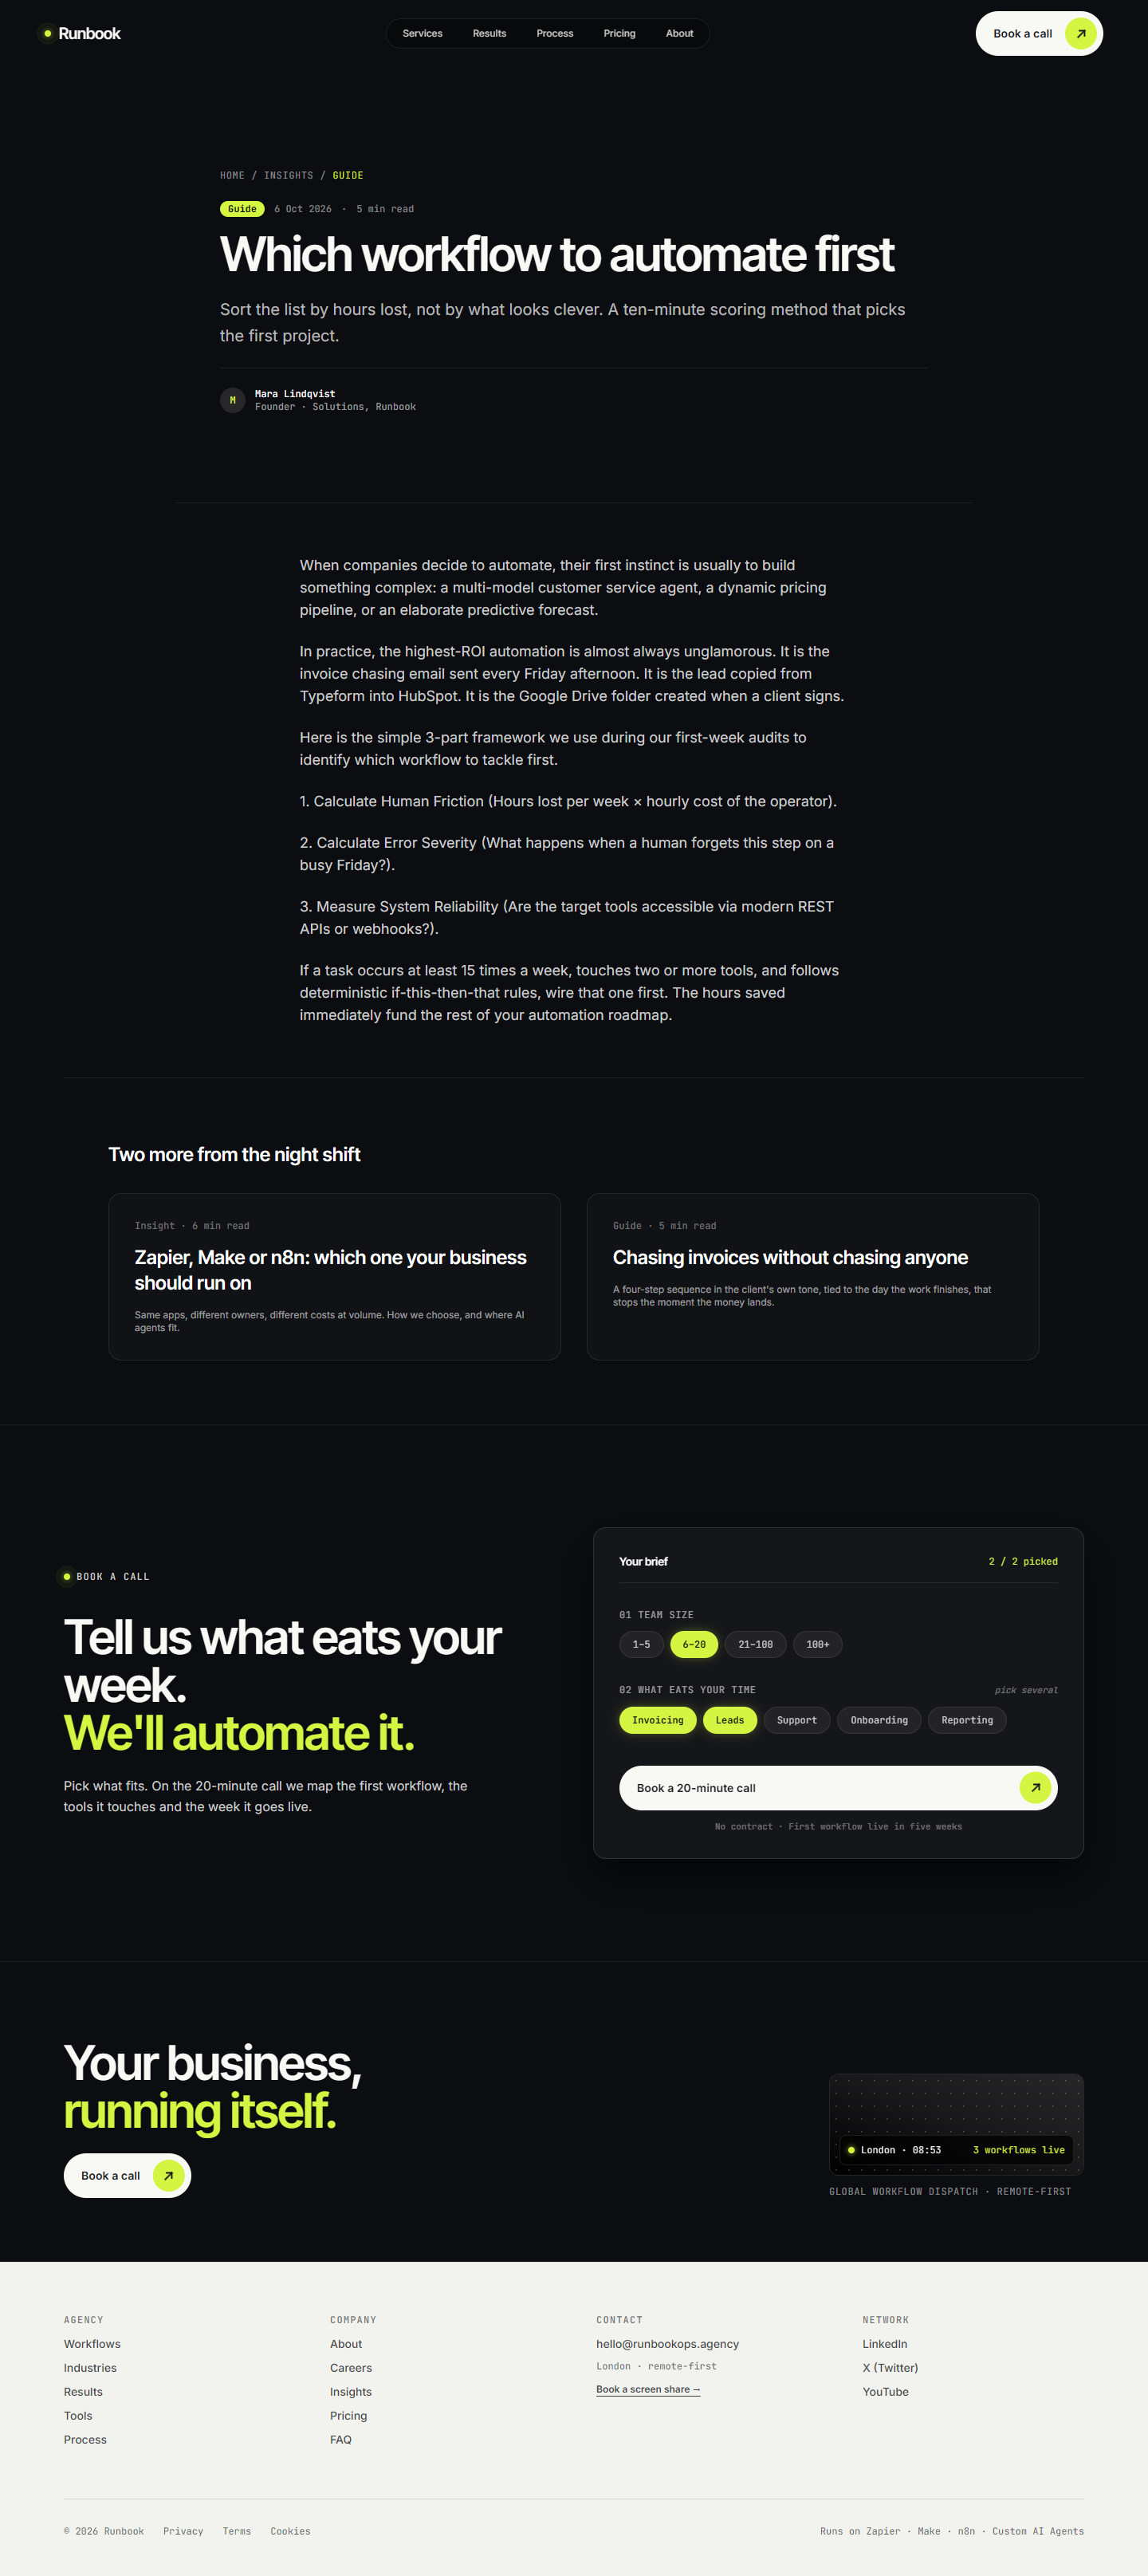 Runbook
Services
Results
Process
Pricing
About
Book a call
HOME / INSIGHTS / GUIDE
Guide
6 Oct 2026 · 5 min read
Which workflow to automate first
Sort the list by hours lost, not by what looks clever. A ten-minute scoring method that picks
the first project.
M
Mara Lindqvist
Founder · Solutions, Runbook
When companies decide to automate, their first instinct is usually to build
something complex: a multi-model customer service agent, a dynamic pricing
pipeline, or an elaborate predictive forecast.
In practice, the highest-ROI automation is almost always unglamorous. It is the
invoice chasing email sent every Friday afternoon. It is the lead copied from
Typeform into HubSpot. It is the Google Drive folder created when a client signs.
Here is the simple 3-part framework we use during our first-week audits to
identify which workflow to tackle first.
1. Calculate Human Friction (Hours lost per week × hourly cost of the operator).
2. Calculate Error Severity (What happens when a human forgets this step on a
busy Friday?).
3. Measure System Reliability (Are the target tools accessible via modern REST
APIs or webhooks?).
If a task occurs at least 15 times a week, touches two or more tools, and follows
deterministic if-this-then-that rules, wire that one first. The hours saved
immediately fund the rest of your automation roadmap.
Two more from the night shift
Insight · 6 min read
Zapier, Make or n8n: which one your business
should run on
Same apps, different owners, different costs at volume. How we choose, and where AI
agents fit.
Guide · 5 min read
Chasing invoices without chasing anyone
A four-step sequence in the client's own tone, tied to the day the work finishes, that
stops the moment the money lands.
BOOK A CALL
Tell us what eats your
week.
We'll automate it.
Pick what fits. On the 20-minute call we map the first workflow, the
tools it touches and the week it goes live.
Your brief
2 / 2 picked
01 TEAM SIZE
1–5
6–20
21–100
100+
02 WHAT EATS YOUR TIME
pick several
Invoicing
Leads
Support
Onboarding
Reporting
Book a 20-minute call
No contract · First workflow live in five weeks
Your business,
running itself.
Book a call
London · 08:53
3 workflows live
GLOBAL WORKFLOW DISPATCH · REMOTE-FIRST
AGENCY
Workflows
Industries
Results
Tools
Process
COMPANY
About
Careers
Insights
Pricing
FAQ
CONTACT
hello@runbookops.agency
London · remote-first
Book a screen share →
NETWORK
LinkedIn
X (Twitter)
YouTube
© 2026 Runbook
Privacy
Terms
Cookies
Runs on Zapier · Make · n8n · Custom AI Agents